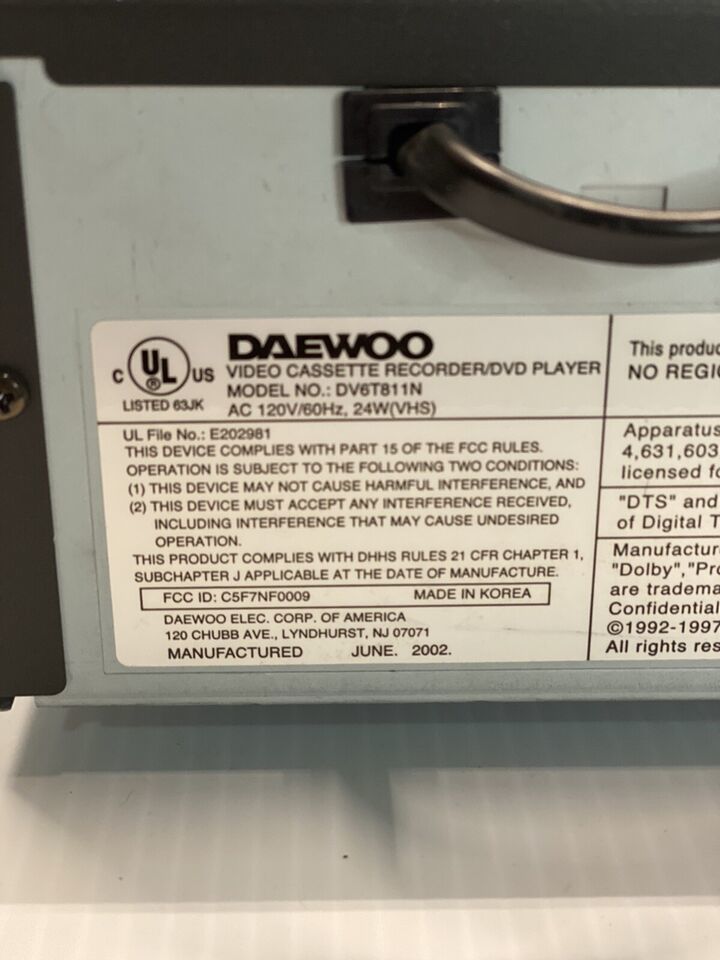 C UL ® US
LISTED 63JK
DAEWOO
VIDEO CASSETTE RECORDER/DVD PLAYER
MODEL NO.: DV6T811N
AC 120V/60Hz, 24W(VHS)
UL File No.: E202981
THIS DEVICE COMPLIES WITH PART 15 OF THE FCC RULES.
OPERATION IS SUBJECT TO THE FOLLOWING TWO CONDITIONS:
(1) THIS DEVICE MAY NOT CAUSE HARMFUL INTERFERENCE, AND
(2) THIS DEVICE MUST ACCEPT ANY INTERFERENCE RECEIVED,
INCLUDING INTERFERENCE THAT MAY CAUSE UNDESIRED
OPERATION.
THIS PRODUCT COMPLIES WITH DHHS RULES 21 CFR CHAPTER 1,
SUBCHAPTER J APPLICABLE AT THE DATE OF MANUFACTURE.
FCC ID: C5F7NF0009 MADE IN KOREA
DAEWOO ELEC. CORP. OF AMERICA
120 CHUBB AVE., LYNDHURST, NJ 07071
MANUFACTURED JUNE. 2002.
This produc
NO REGI
Apparatus
4,631,603
licensed fo
"DTS" and
of Digital T
Manufactur
"Dolby","Pro
are tradema
Confidential
©1992-1997
All rights res